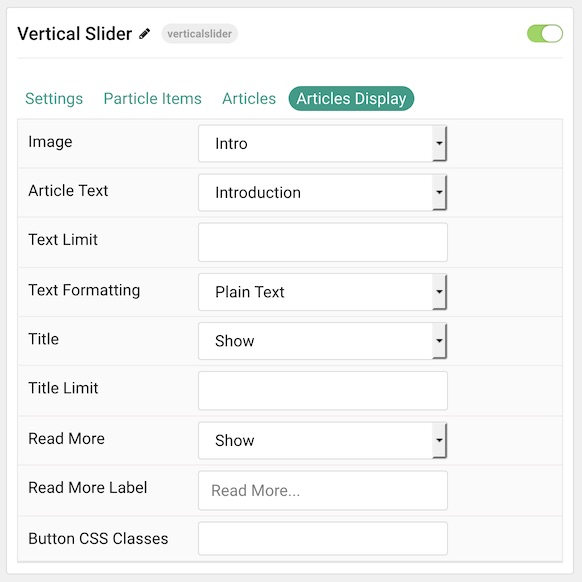 Vertical Slider verticalslider
Settings Particle Items Articles Articles Display
Image Intro
Article Text Introduction
Text Limit
Text Formatting Plain Text
Title Show
Title Limit
Read More Show
Read More Label Read More...
Button CSS Classes